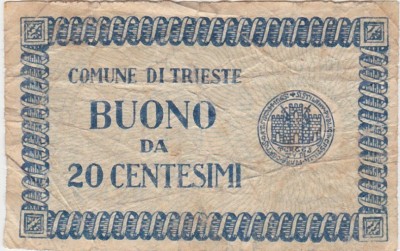 COMUNE DI TRIESTE
BUONO
DA
20 CENTESIMI